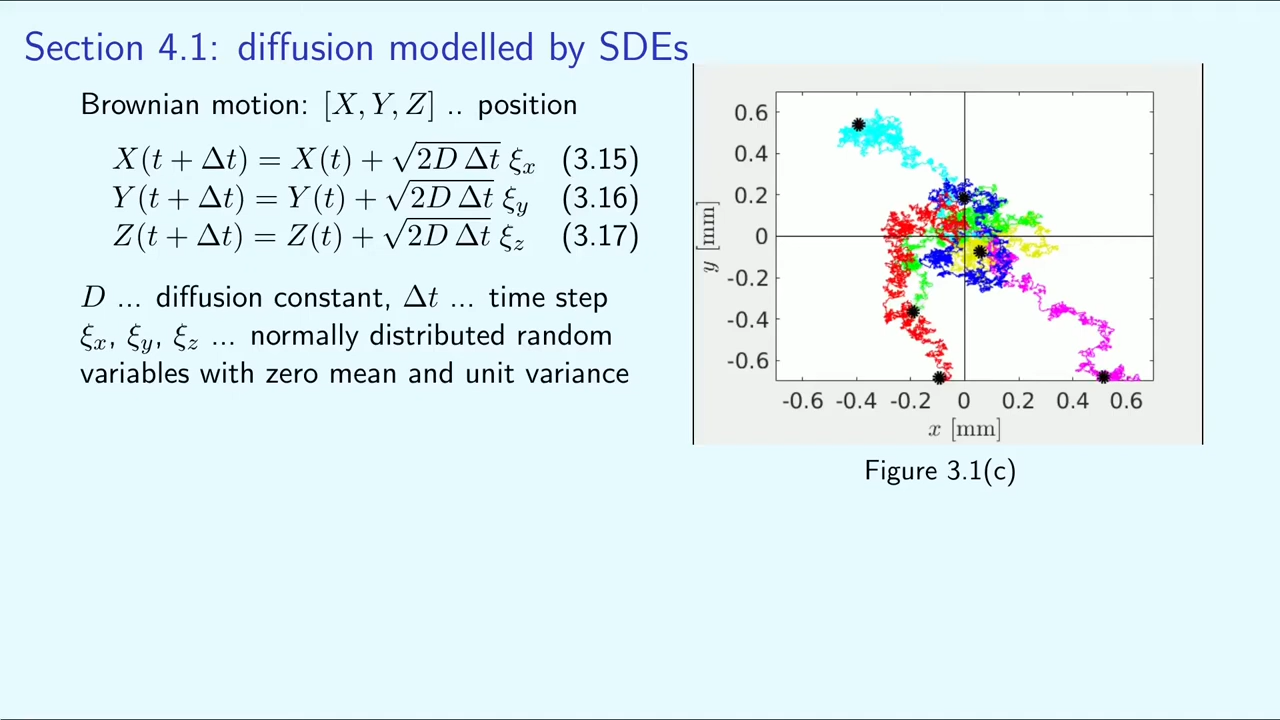 Section 4.1: diffusion modelled by SDEs
Brownian motion: [X, Y, Z] .. position
X(t + Δt) = X(t) + √(2D Δt) ξ_x (3.15)
Y(t + Δt) = Y(t) + √(2D Δt) ξ_y (3.16)
Z(t + Δt) = Z(t) + √(2D Δt) ξ_z (3.17)
D ... diffusion constant, Δt ... time step
ξ_x, ξ_y, ξ_z ... normally distributed random
variables with zero mean and unit variance
0.6
0.4
0.2
0
-0.2
-0.4
-0.6
y [mm]
-0.6 -0.4 -0.2 0 0.2 0.4 0.6
x [mm]
Figure 3.1(c)